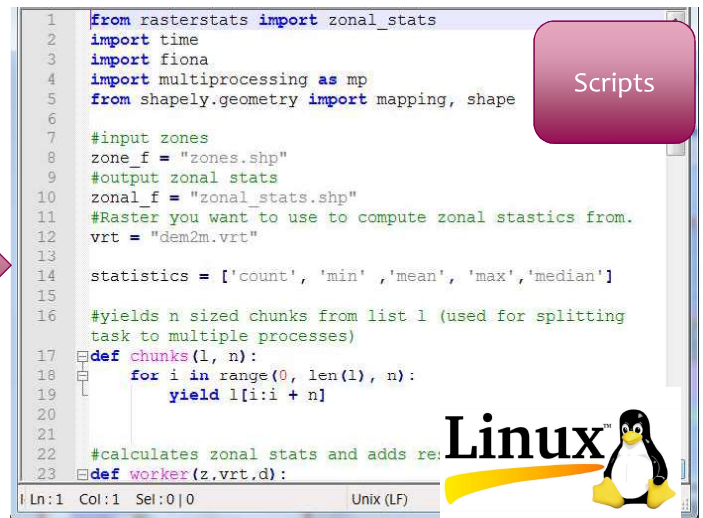 1 from rasterstats import zonal_stats
2 import time
3 import fiona
4 import multiprocessing as mp
5 from shapely.geometry import mapping, shape
6
7 #input zones
8 zone_f = "zones.shp"
9 #output zonal stats
10 zonal_f = "zonal_stats.shp"
11 #Raster you want to use to compute zonal stastics from.
12 vrt = "dem2m.vrt"
13
14 statistics = ['count', 'min' ,'mean', 'max','median']
15
16 #yields n sized chunks from list l (used for splitting
task to multiple processes)
17 def chunks(l, n):
18 for i in range(0, len(l), n):
19 yield l[i:i + n]
20
21
22 #calculates zonal stats and adds
23 def worker(z,vrt,d):
Scripts
Linux™
Ln:1 Col:1 Sel:0|0 Unix (LF)